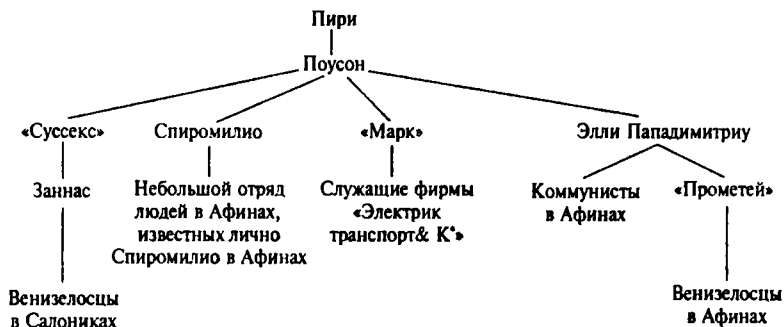 Пири
Поусон
«Суссекс» Спиромилио «Марк» Элли Пападимитриу
Заннас Небольшой отряд Служащие фирмы Коммунисты «Прометей»
людей в Афинах, «Электрик в Афинах
известных лично транспорт& К°»
Спиромилио в Афинах
Венизелосцы Венизелосцы
в Салониках в Афинах